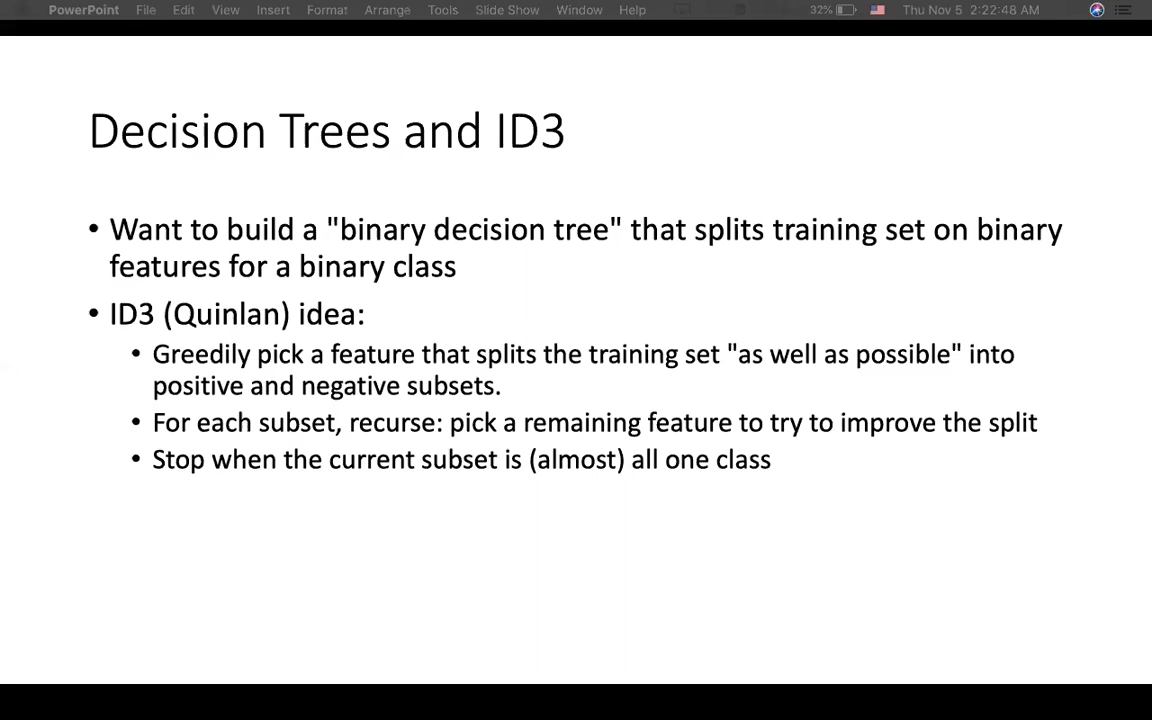 PowerPoint File Edit View Insert Format Arrange Tools Slide Show Window Help 32% Thu Nov 5 2:22:48 AM
Decision Trees and ID3
• Want to build a "binary decision tree" that splits training set on binary
features for a binary class
• ID3 (Quinlan) idea:
• Greedily pick a feature that splits the training set "as well as possible" into
positive and negative subsets.
• For each subset, recurse: pick a remaining feature to try to improve the split
• Stop when the current subset is (almost) all one class